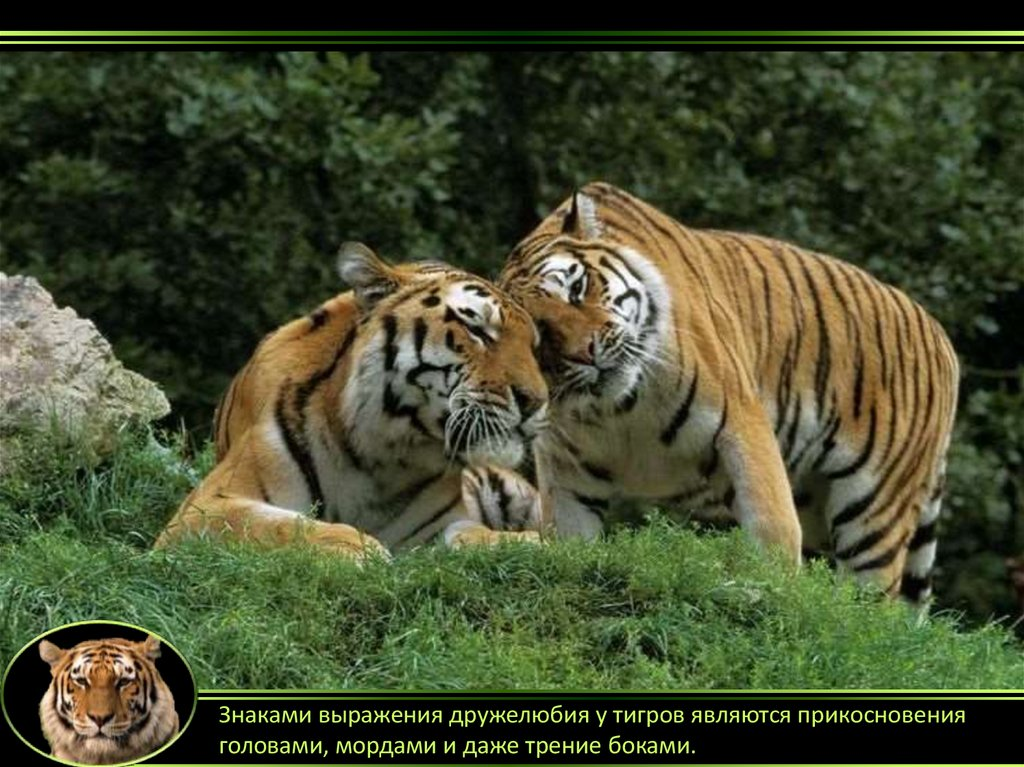 Знаками выражения дружелюбия у тигров являются прикосновения
головами, мордами и даже трение боками.